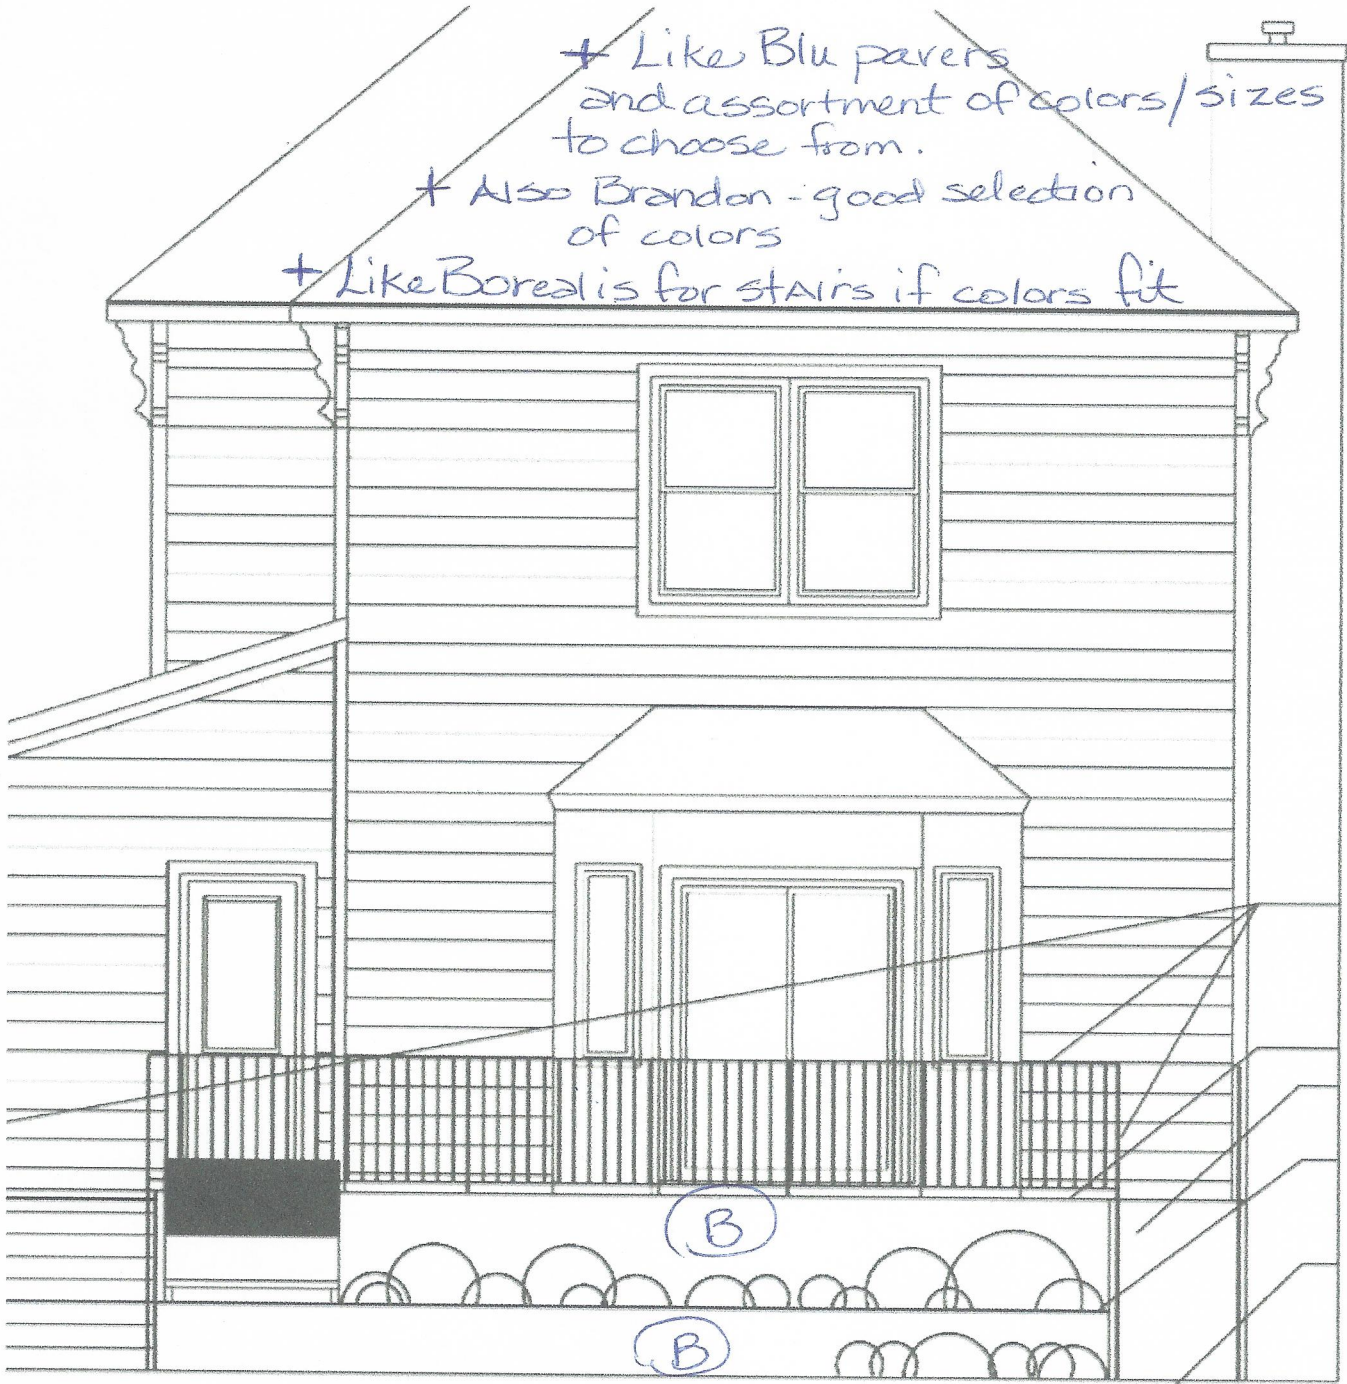 + Like Blu pavers
and assortment of colors/sizes
to choose from.
+ Also Brandon - good selection
of colors
+ Like Borealis for stairs if colors fit
B
B